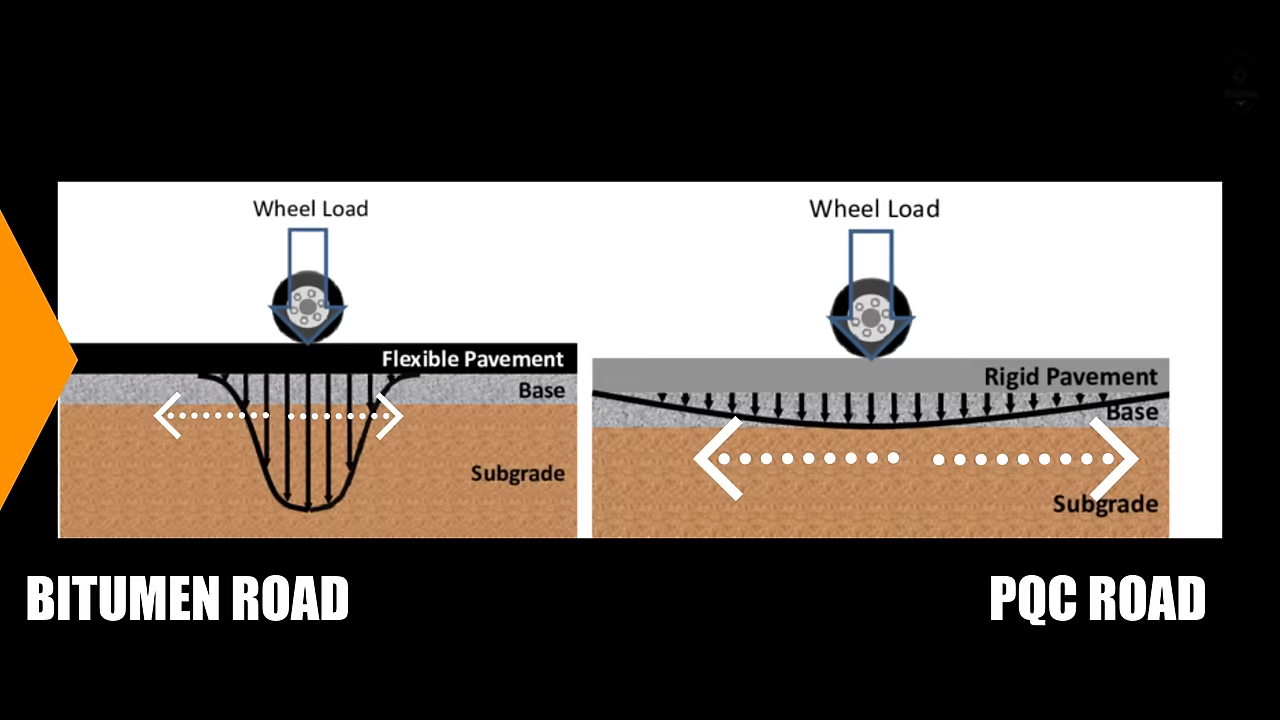 Wheel Load
Flexible Pavement
Base
Subgrade
Wheel Load
Rigid Pavement
Base
Subgrade
BITUMEN ROAD
PQC ROAD